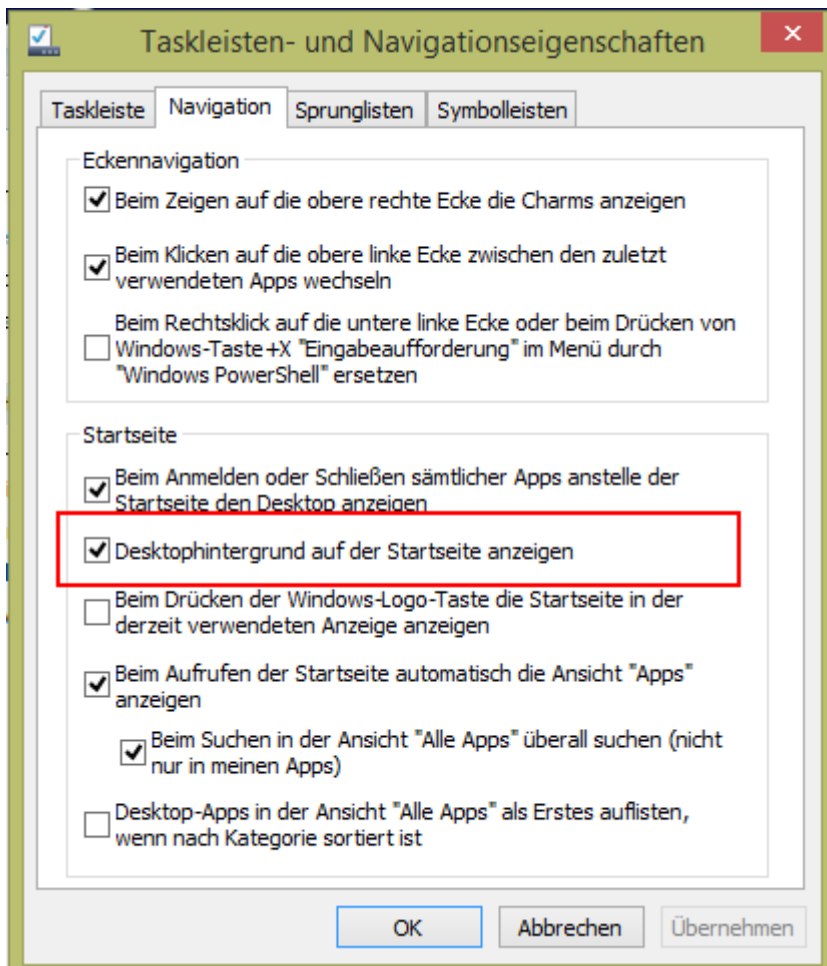 Taskleisten- und Navigationseigenschaften
Taskleiste Navigation Sprunglisten Symbolleisten
Eckennavigation
Beim Zeigen auf die obere rechte Ecke die Charms anzeigen
Beim Klicken auf die obere linke Ecke zwischen den zuletzt
verwendeten Apps wechseln
Beim Rechtsklick auf die untere linke Ecke oder beim Drücken von
Windows-Taste+X "Eingabeaufforderung" im Menü durch
"Windows PowerShell" ersetzen
Startseite
Beim Anmelden oder Schließen sämtlicher Apps anstelle der
Startseite den Desktop anzeigen
Desktophintergrund auf der Startseite anzeigen
Beim Drücken der Windows-Logo-Taste die Startseite in der
derzeit verwendeten Anzeige anzeigen
Beim Aufrufen der Startseite automatisch die Ansicht "Apps"
anzeigen
Beim Suchen in der Ansicht "Alle Apps" überall suchen (nicht
nur in meinen Apps)
Desktop-Apps in der Ansicht "Alle Apps" als Erstes auflisten,
wenn nach Kategorie sortiert ist
OK Abbrechen Übernehmen